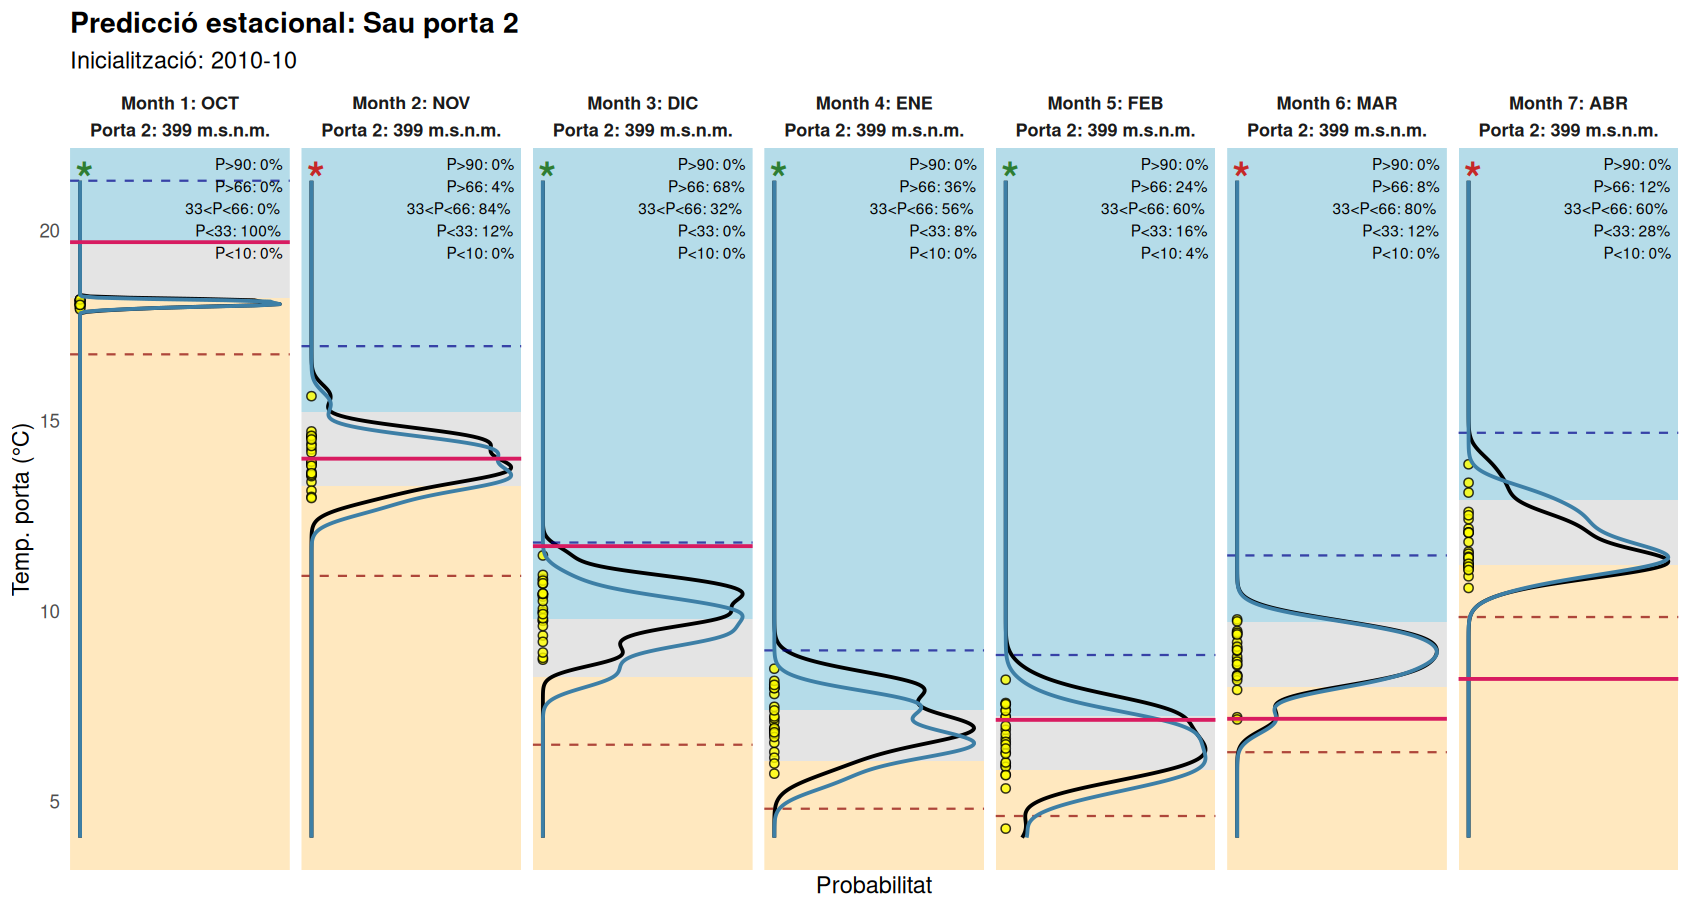 Predicció estacional: Sau porta 2
Inicialització: 2010-10
Month 1: OCT
Porta 2: 399 m.s.n.m.
Month 2: NOV
Porta 2: 399 m.s.n.m.
Month 3: DIC
Porta 2: 399 m.s.n.m.
Month 4: ENE
Porta 2: 399 m.s.n.m.
Month 5: FEB
Porta 2: 399 m.s.n.m.
Month 6: MAR
Porta 2: 399 m.s.n.m.
Month 7: ABR
Porta 2: 399 m.s.n.m.
*
P>90: 0%
P>66: 0%
33<P<66: 0%
P<33: 100%
P<10: 0%
*
P>90: 0%
P>66: 4%
33<P<66: 84%
P<33: 12%
P<10: 0%
*
P>90: 0%
P>66: 68%
33<P<66: 32%
P<33: 0%
P<10: 0%
*
P>90: 0%
P>66: 36%
33<P<66: 56%
P<33: 8%
P<10: 0%
*
P>90: 0%
P>66: 24%
33<P<66: 60%
P<33: 16%
P<10: 4%
*
P>90: 0%
P>66: 8%
33<P<66: 80%
P<33: 12%
P<10: 0%
*
P>90: 0%
P>66: 12%
33<P<66: 60%
P<33: 28%
P<10: 0%
Temp. porta (°C)
20
15
10
5
Probabilitat